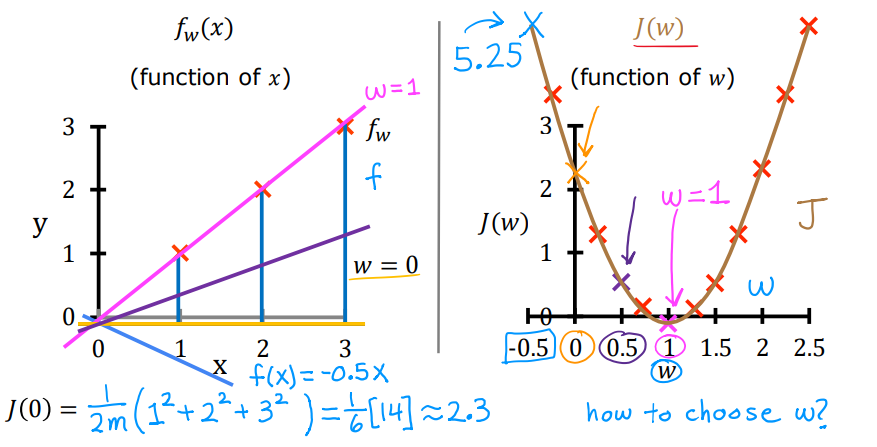 f_w(x)
(function of x)
w=1
3
f_w
f
2
y
1
w = 0
0
0 1 2 3
x
f(x)=-0.5x
J(0) = 1/2m (1²+2²+3²) = 1/6 [14] ≈ 2.3
5.25
J(w)
(function of w)
3
2
w=1
J
J(w)
1
w
0
-0.5 0 0.5 1 1.5 2 2.5
w
how to choose w?